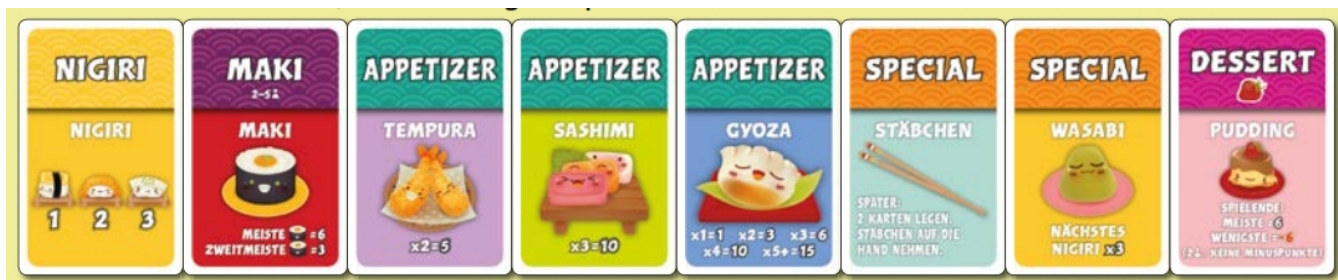 NIGIRI
NIGIRI
1 2 3
MAKI
2-5
MAKI
MEISTE =6
ZWEITMEISTE =3
APPETIZER
TEMPURA
x2=5
APPETIZER
SASHIMI
x3=10
APPETIZER
GYOZA
x1=1 x2=3 x3=6
x4=10 x5+=15
SPECIAL
STÄBCHEN
SPÄTER:
2 KARTEN LEGEN.
STÄBCHEN AUF DIE
HAND NEHMEN.
SPECIAL
WASABI
NÄCHSTES
NIGIRI x3
DESSERT
PUDDING
SPIELENDE:
MEISTE =6
WENIGSTE =-6
(2 : KEINE MINUSPUNKTE)